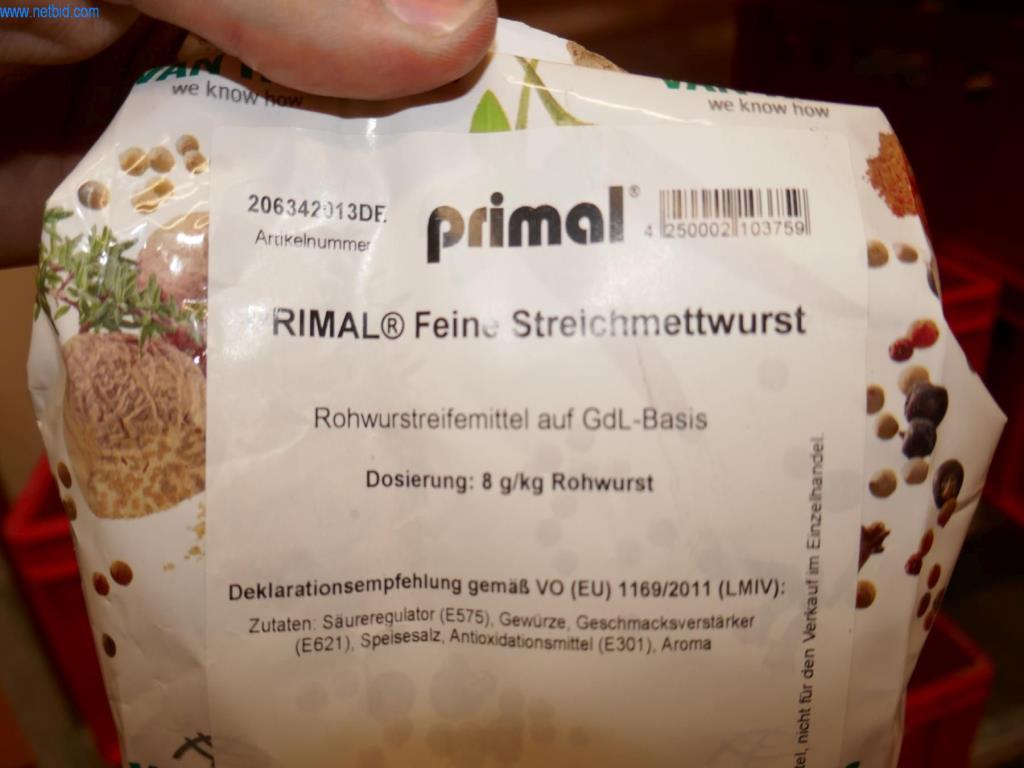 www.netbid.com
VAN
we know how
we know how
206342013DE
Artikelnummer
primal®
4 250002 103759
PRIMAL® Feine Streichmettwurst
Rohwurstreifemittel auf GdL-Basis
Dosierung: 8 g/kg Rohwurst
Deklarationsempfehlung gemäß VO (EU) 1169/2011 (LMIV):
Zutaten: Säureregulator (E575), Gewürze, Geschmacksverstärker
(E621), Speisesalz, Antioxidationsmittel (E301), Aroma
nicht für den Verkauf im Einzelhandel.